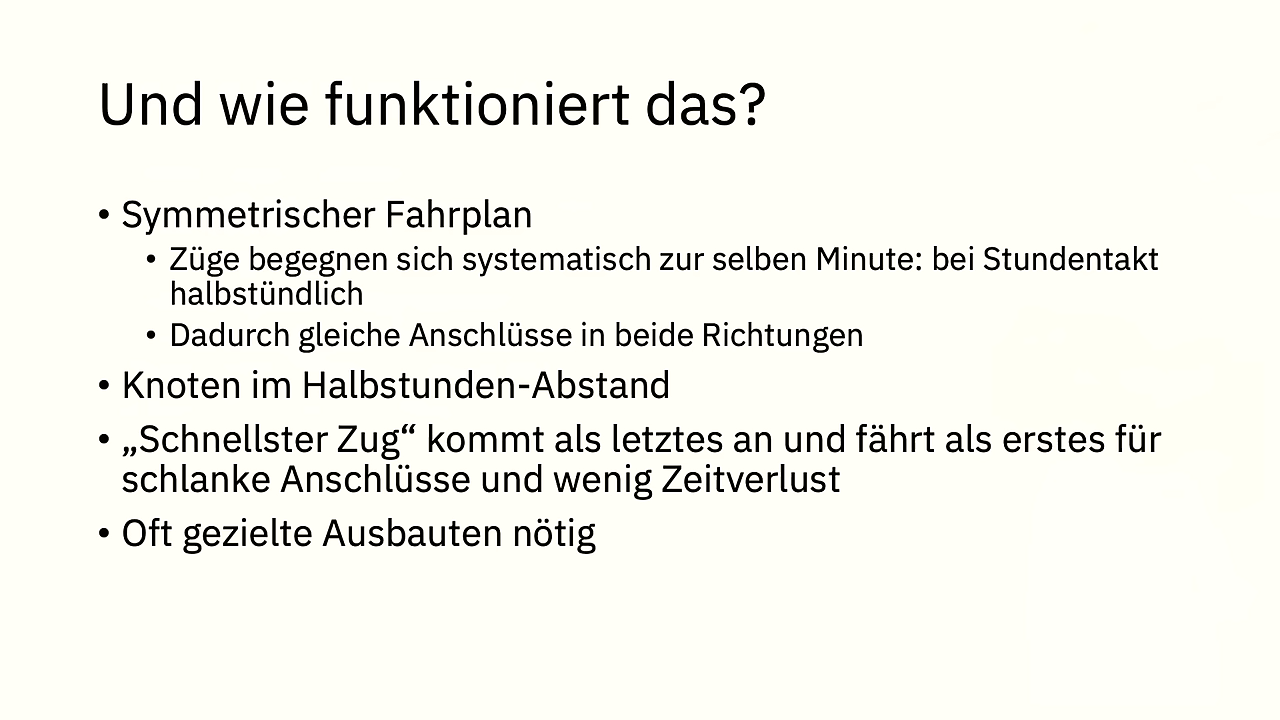 Und wie funktioniert das?
• Symmetrischer Fahrplan
• Züge begegnen sich systematisch zur selben Minute: bei Stundentakt
halbstündlich
• Dadurch gleiche Anschlüsse in beide Richtungen
• Knoten im Halbstunden-Abstand
• „Schnellster Zug“ kommt als letztes an und fährt als erstes für
schlanke Anschlüsse und wenig Zeitverlust
• Oft gezielte Ausbauten nötig